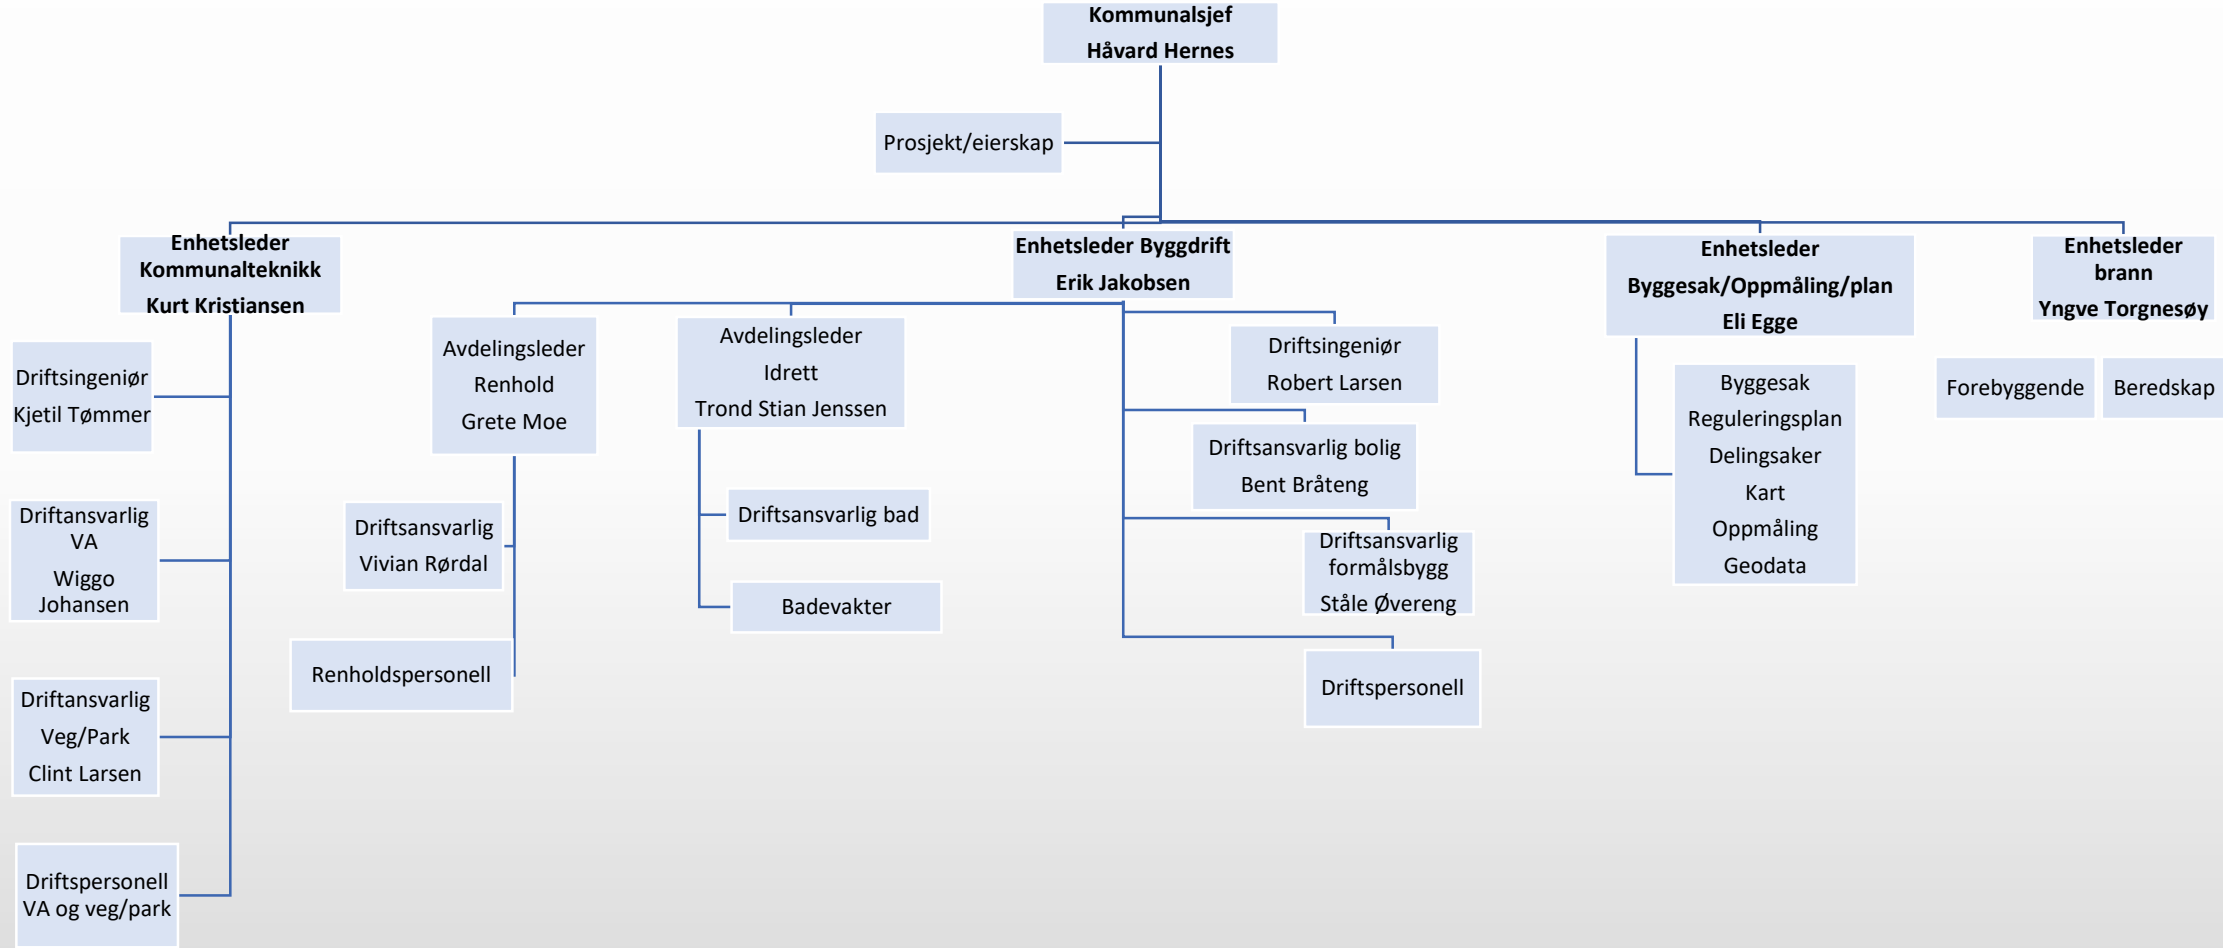 Kommunalsjef
Håvard Hernes
Prosjekt/eierskap
Enhetsleder
Kommunalteknikk
Kurt Kristiansen
Enhetsleder Byggdrift
Erik Jakobsen
Enhetsleder
Byggesak/Oppmåling/plan
Eli Egge
Enhetsleder
brann
Yngve Torgnesøy
Driftsingeniør
Kjetil Tømmer
Driftansvarlig
VA
Wiggo
Johansen
Driftansvarlig
Veg/Park
Clint Larsen
Driftspersonell
VA og veg/park
Avdelingsleder
Renhold
Grete Moe
Driftsansvarlig
Vivian Rørdal
Renholdspersonell
Avdelingsleder
Idrett
Trond Stian Jenssen
Driftsansvarlig bad
Badevakter
Driftsingeniør
Robert Larsen
Driftsansvarlig bolig
Bent Bråteng
Driftsansvarlig
formålsbygg
Ståle Øvereng
Driftspersonell
Byggesak
Reguleringsplan
Delingsaker
Kart
Oppmåling
Geodata
Forebyggende
Beredskap